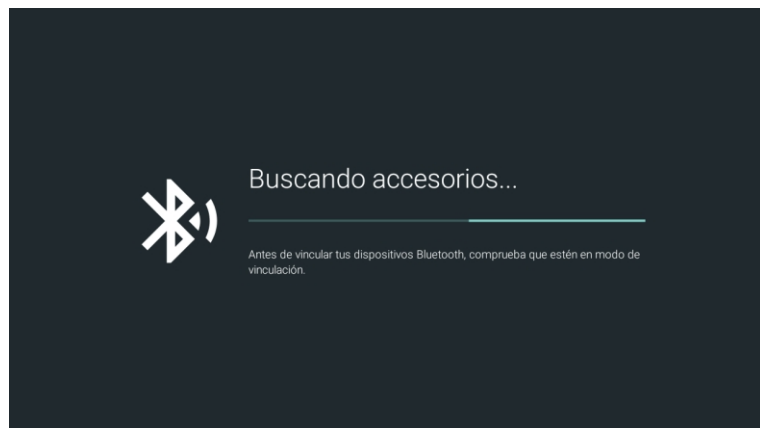 Buscando accesorios...
Antes de vincular tus dispositivos Bluetooth, comprueba que estén en modo de
vinculación.